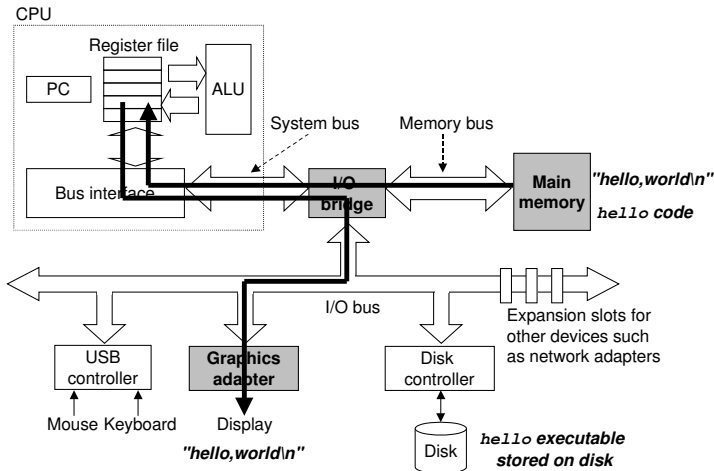 CPU
Register file
PC
ALU
System bus
Memory bus
Bus interface
I/O
bridge
Main
memory
"hello,world\n"
hello code
I/O bus
Expansion slots for
other devices such
as network adapters
USB
controller
Graphics
adapter
Disk
controller
Mouse Keyboard
Display
"hello,world\n"
Disk
hello executable
stored on disk